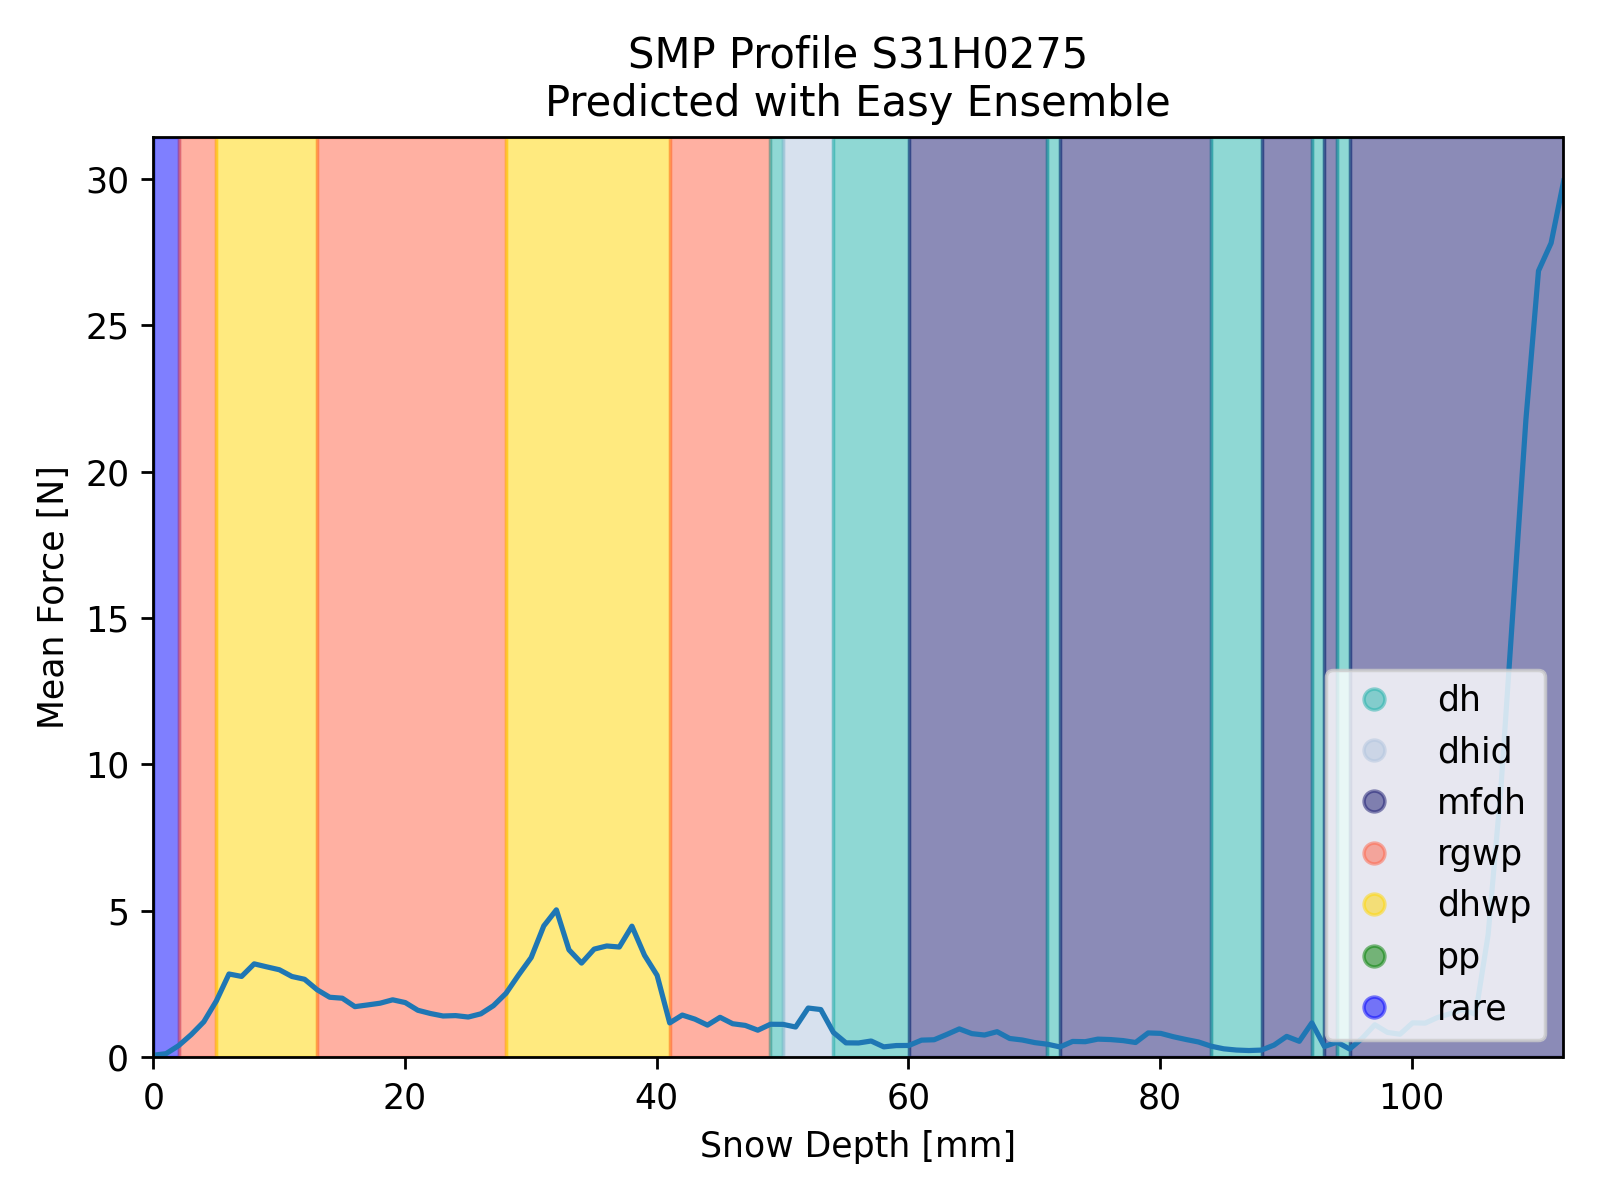 SMP Profile S31H0275
Predicted with Easy Ensemble
Mean Force [N]
30
25
20
15
10
5
0
0 20 40 60 80 100
Snow Depth [mm]
dh
dhid
mfdh
rgwp
dhwp
pp
rare